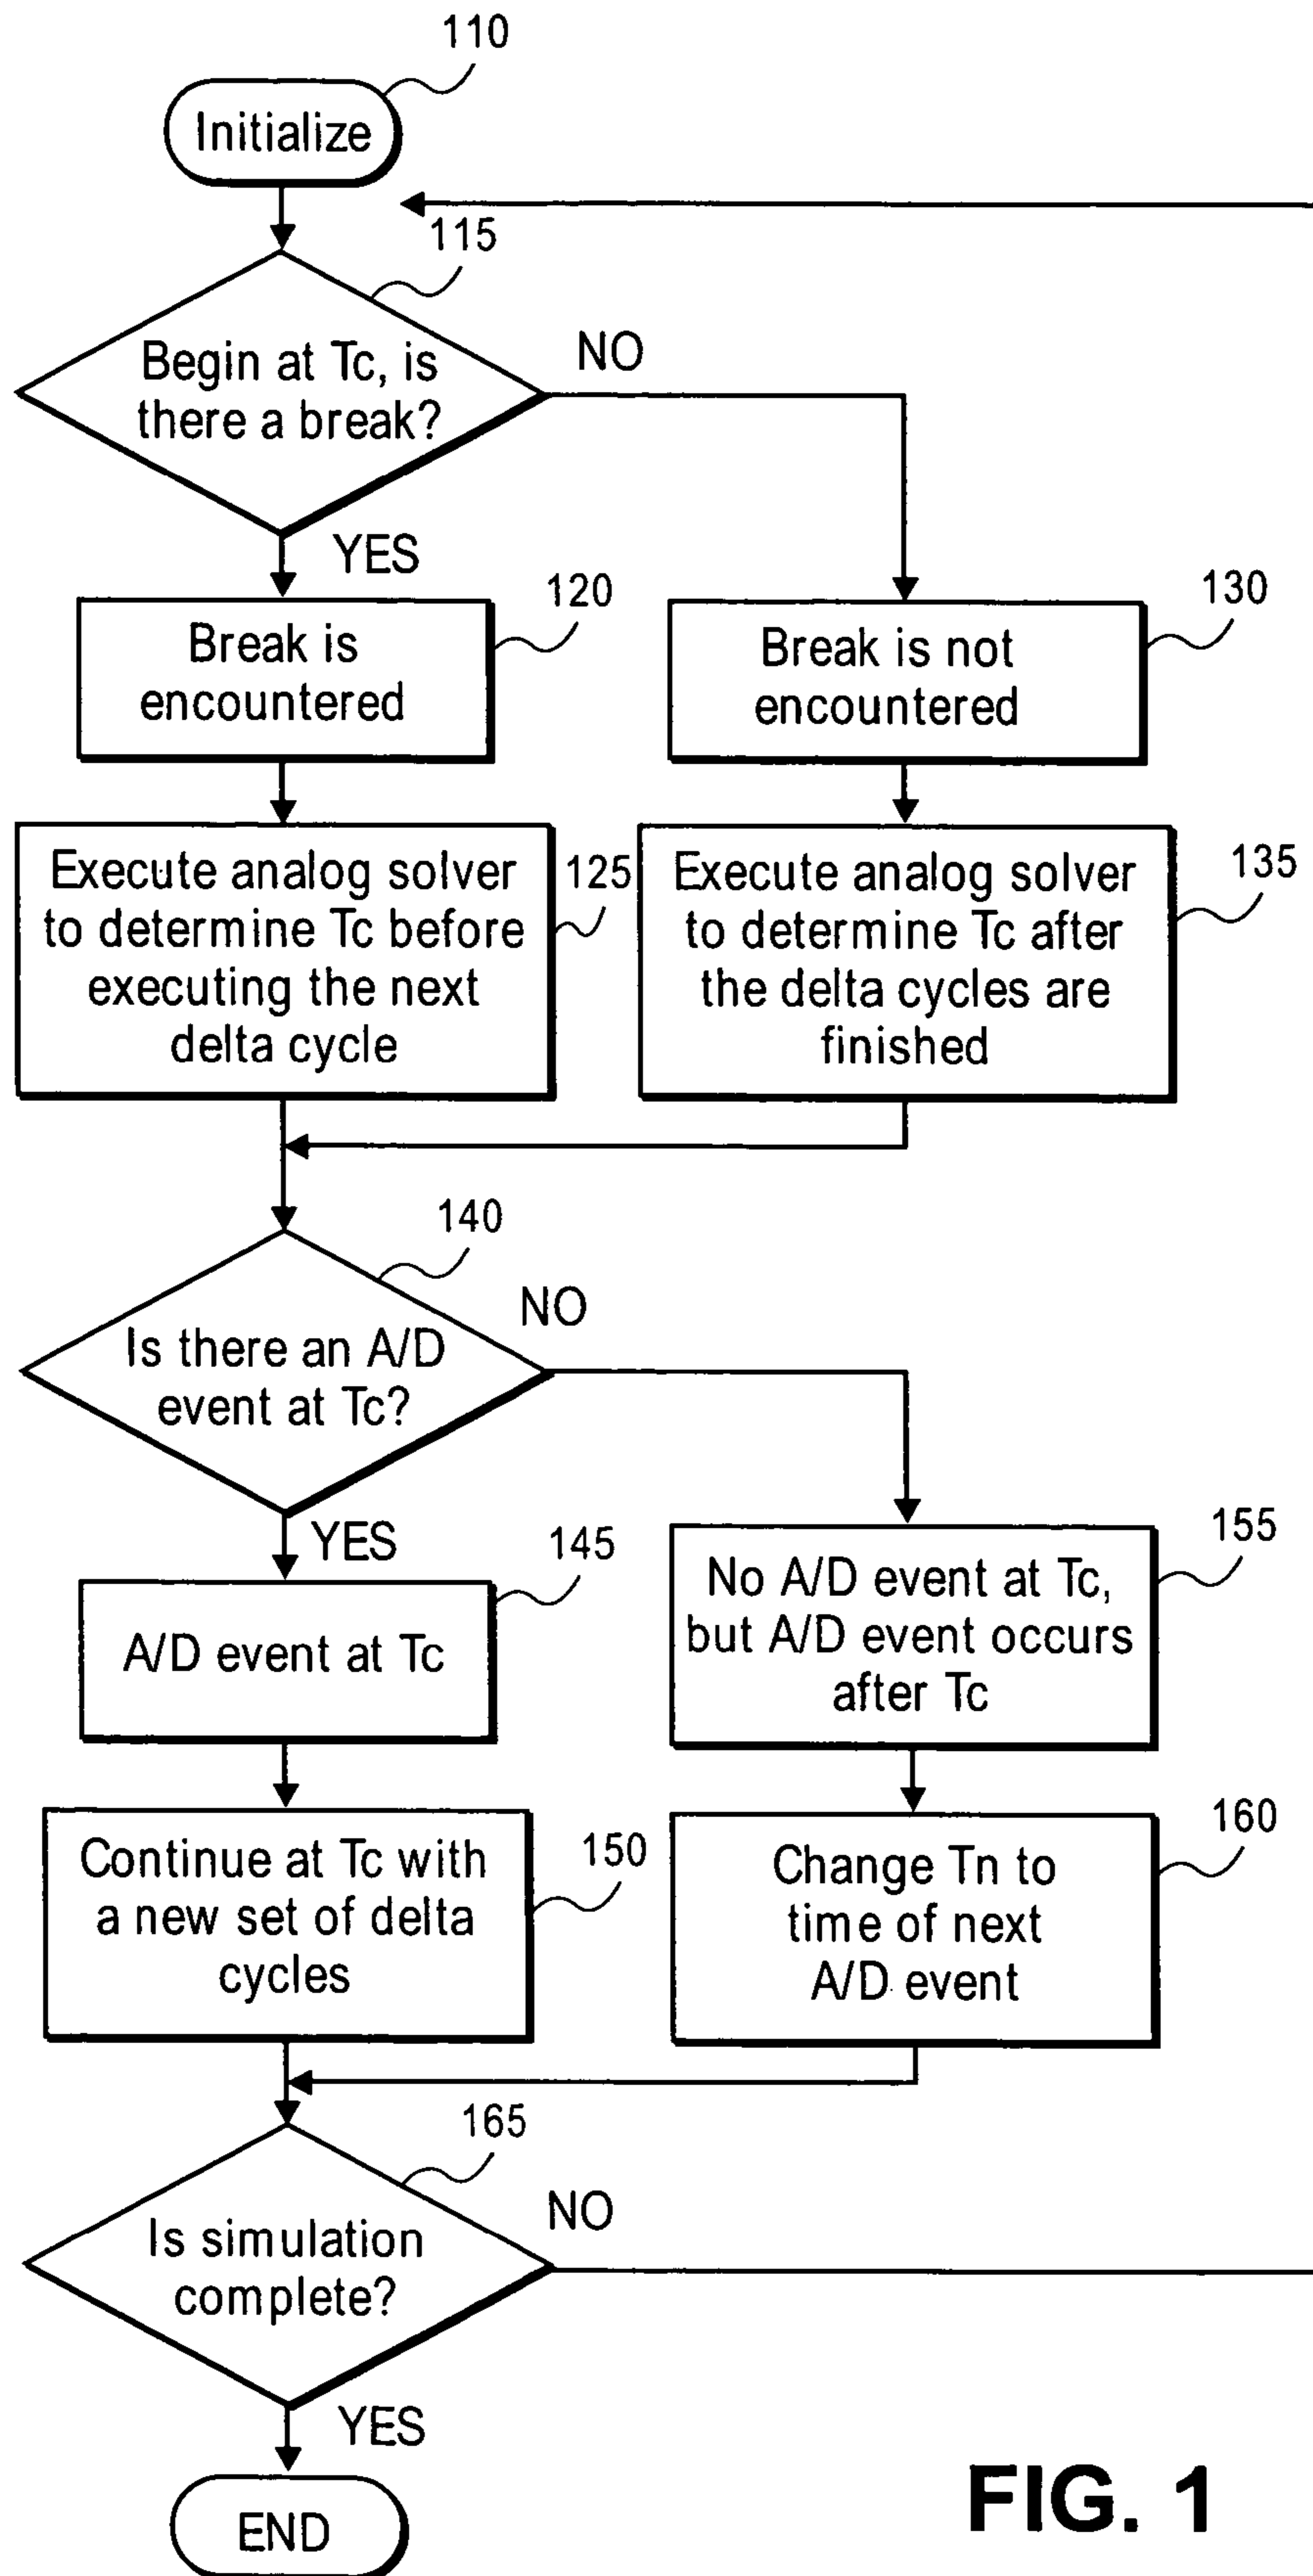 110
Initialize
115
Begin at Tc, is
there a break?
NO
YES
120
Break is
encountered
130
Break is not
encountered
125
Execute analog solver
to determine Tc before
executing the next
delta cycle
135
Execute analog solver
to determine Tc after
the delta cycles are
finished
140
Is there an A/D
event at Tc?
NO
YES
145
A/D event at Tc
155
No A/D event at Tc,
but A/D event occurs
after Tc
150
Continue at Tc with
a new set of delta
cycles
160
Change Tn to
time of next
A/D event
165
Is simulation
complete?
NO
YES
END
FIG. 1